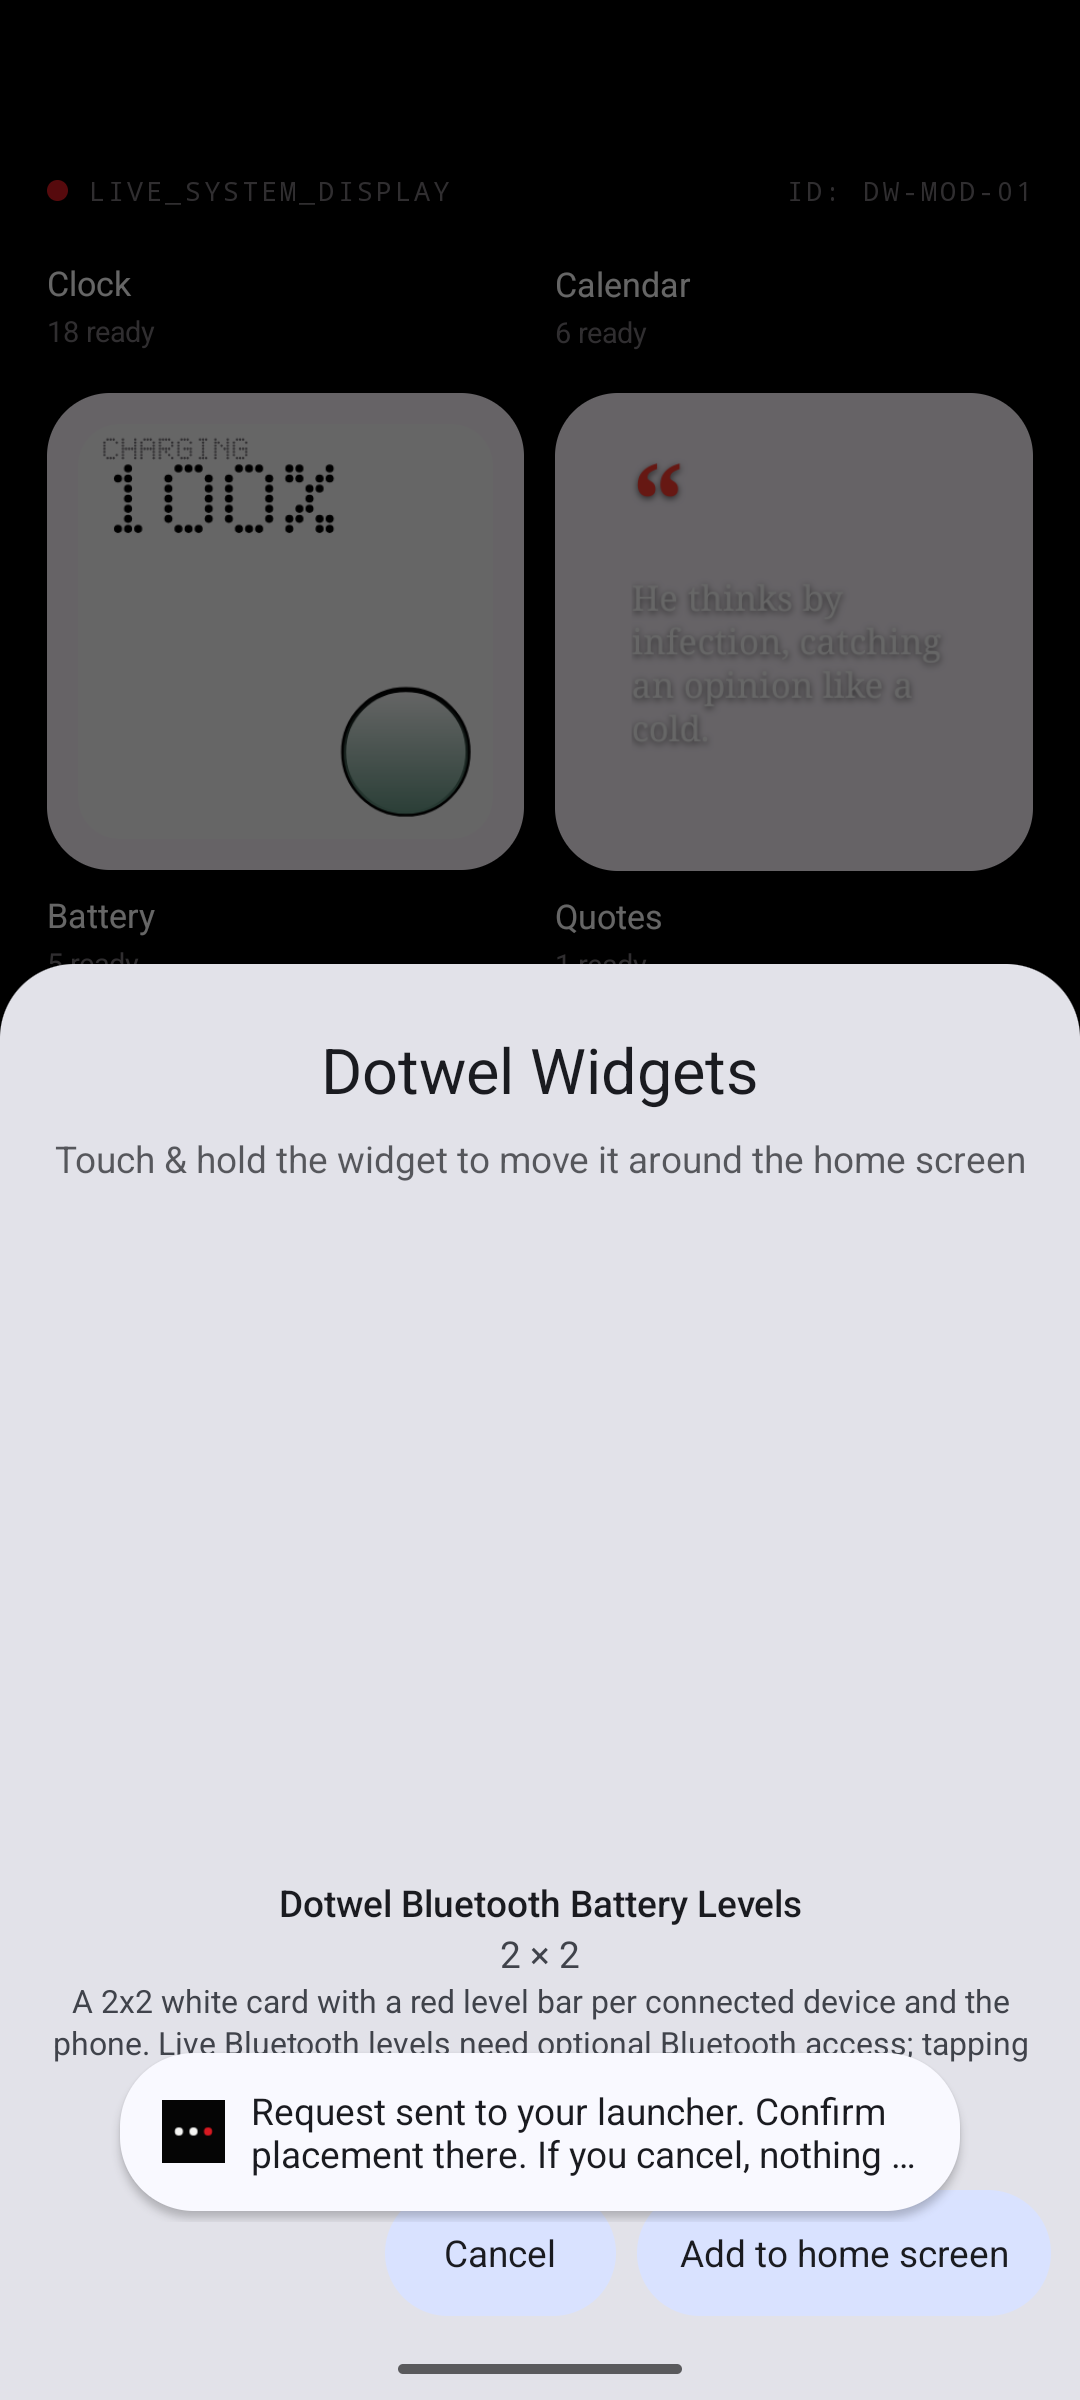 LIVE_SYSTEM_DISPLAY ID: DW-MOD-01
Clock Calendar
18 ready 6 ready
CHARGING
100%
“
He thinks by
infection, catching
an opinion like a
cold.
Battery Quotes
5 ready 1 ready
Dotwel Widgets
Touch & hold the widget to move it around the home screen
Dotwel Bluetooth Battery Levels
2 × 2
A 2x2 white card with a red level bar per connected device and the
phone. Live Bluetooth levels need optional Bluetooth access; tapping
Request sent to your launcher. Confirm
placement there. If you cancel, nothing ...
Cancel Add to home screen